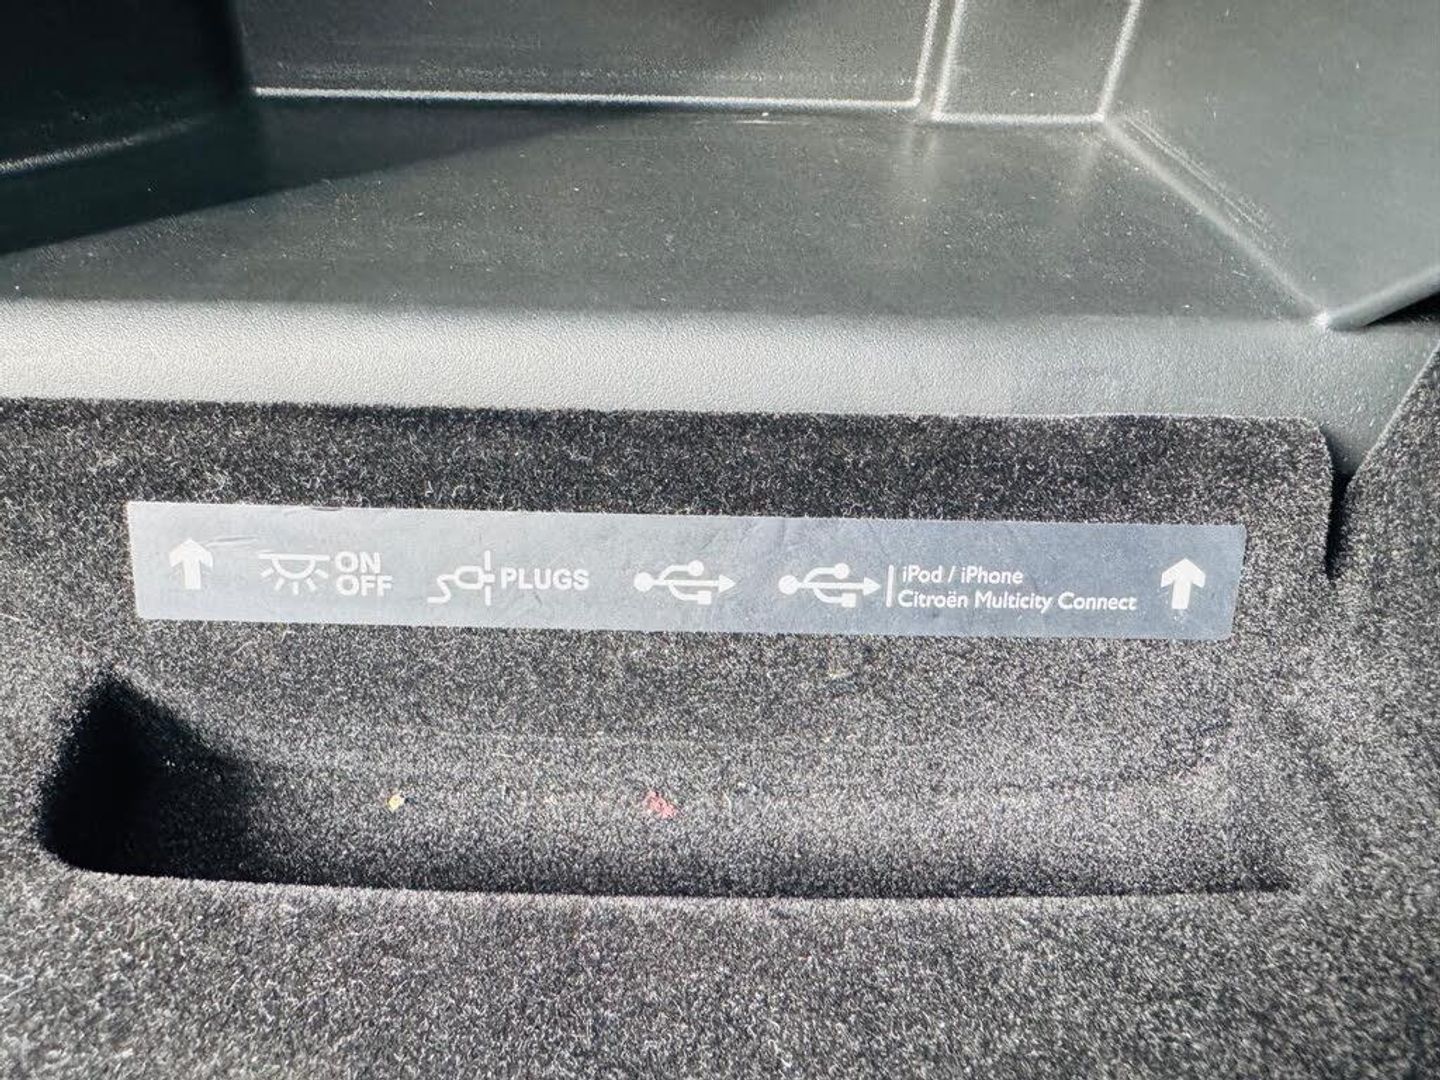 ON
OFF
PLUGS
iPod / iPhone
Citroën Multicity Connect